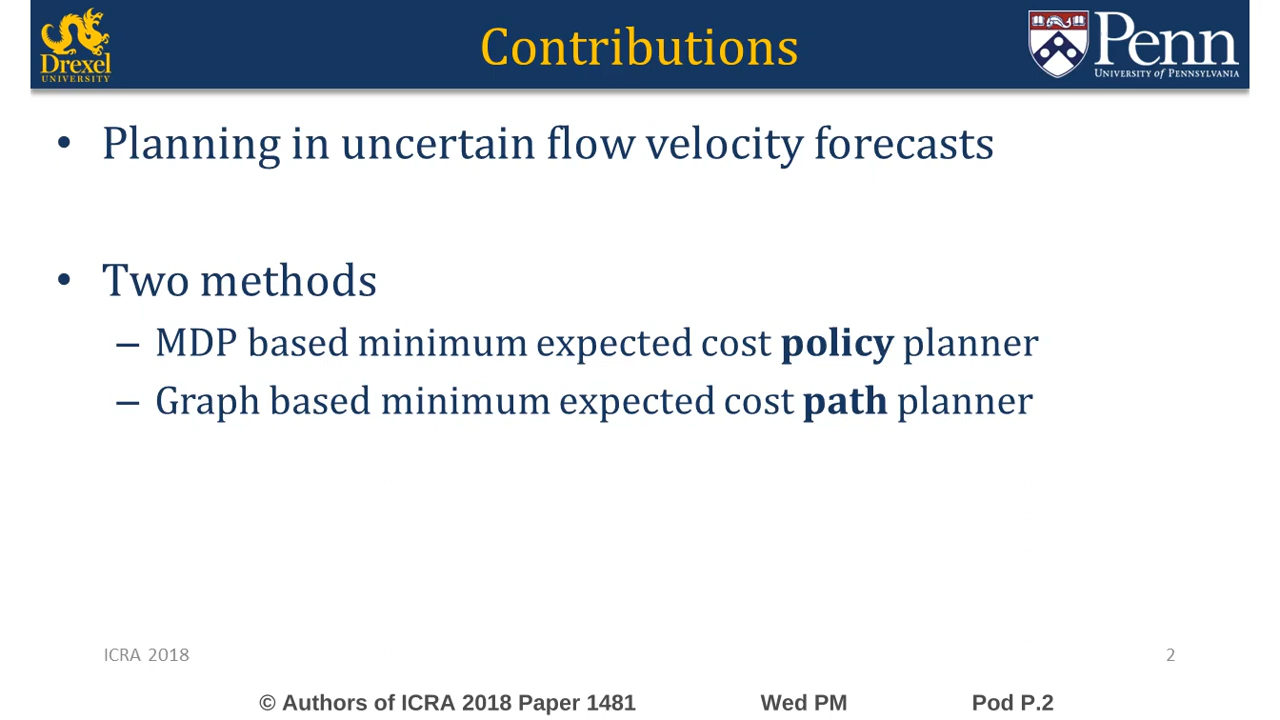 Drexel
UNIVERSITY
Contributions
Penn
UNIVERSITY of PENNSYLVANIA
• Planning in uncertain flow velocity forecasts
• Two methods
– MDP based minimum expected cost policy planner
– Graph based minimum expected cost path planner
ICRA 2018 2
© Authors of ICRA 2018 Paper 1481 Wed PM Pod P.2